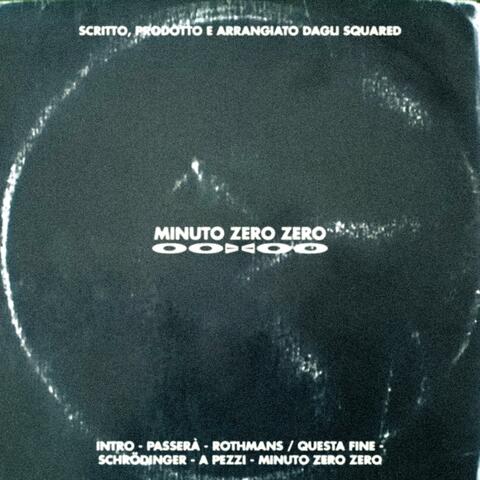 SCRITTO, PRODOTTO E ARRANGIATO DAGLI SQUARED
MINUTO ZERO ZERO
00▷◁00
INTRO - PASSERÀ - ROTHMANS / QUESTA FINE -
SCHRÖDINGER - A PEZZI - MINUTO ZERO ZERO